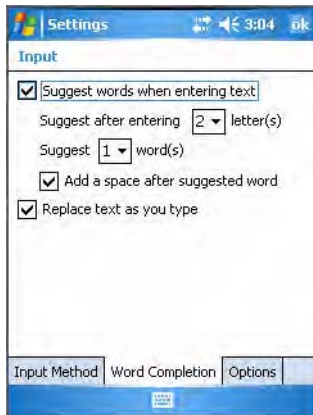 Settings 3:04 ok
Input
Suggest words when entering text
Suggest after entering 2 letter(s)
Suggest 1 word(s)
Add a space after suggested word
Replace text as you type
Input Method Word Completion Options